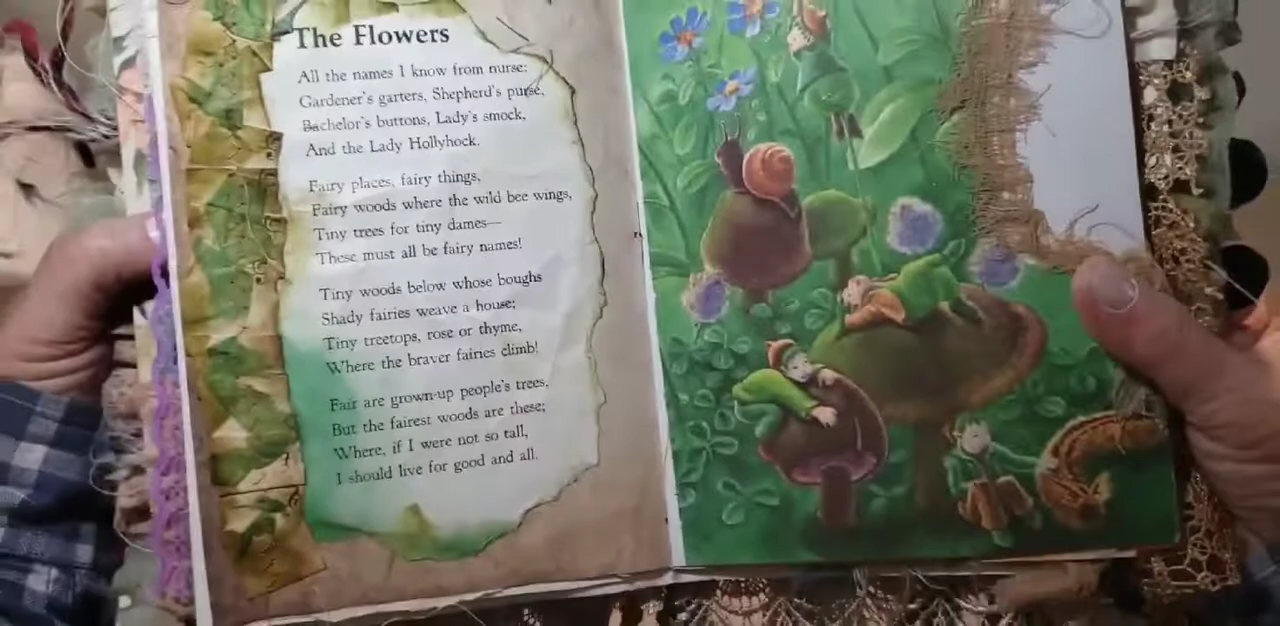 The Flowers
All the names I know from nurse:
Gardener's garters, Shepherd's purse,
Bachelor's buttons, Lady's smock,
And the Lady Hollyhock.
Fairy places, fairy things,
Fairy woods where the wild bee wings,
Tiny trees for tiny dames—
These must all be fairy names!
Tiny woods below whose boughs
Shady fairies weave a house;
Tiny treetops, rose or thyme,
Where the braver fairies climb!
Fair are grown-up people's trees,
But the fairest woods are these;
Where, if I were not so tall,
I should live for good and all.